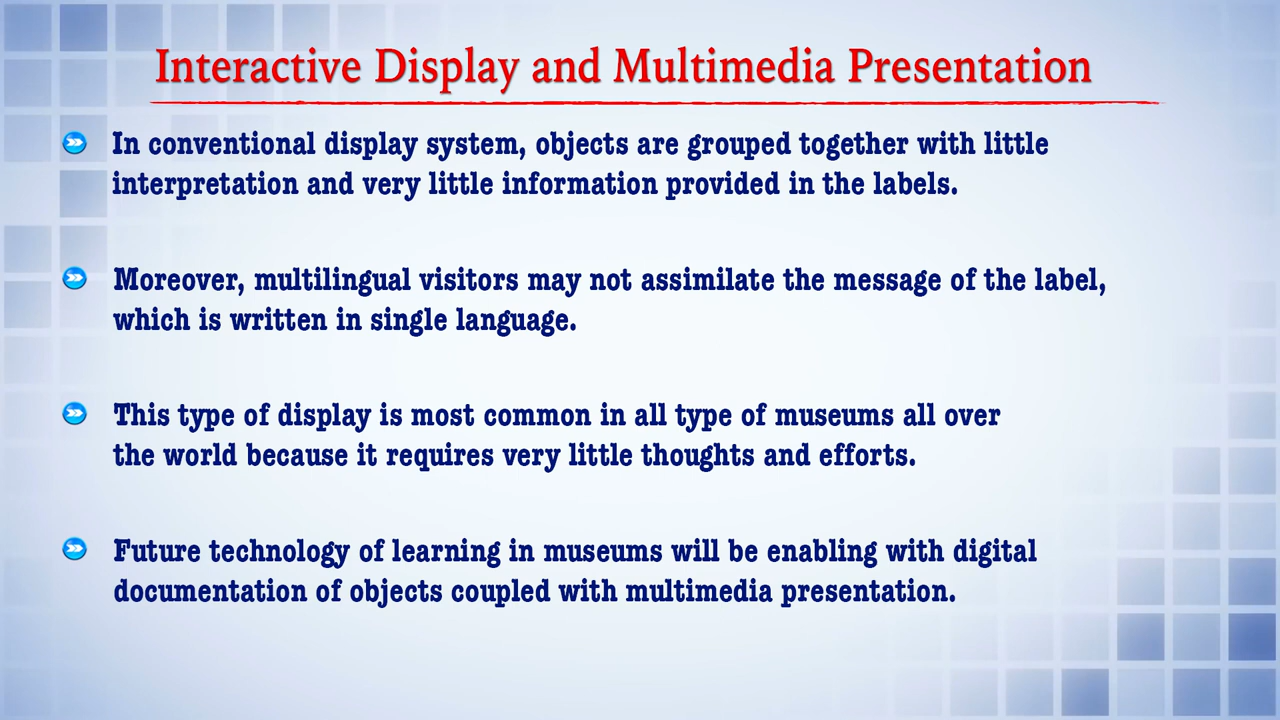 Interactive Display and Multimedia Presentation
In conventional display system, objects are grouped together with little
interpretation and very little information provided in the labels.
Moreover, multilingual visitors may not assimilate the message of the label,
which is written in single language.
This type of display is most common in all type of museums all over
the world because it requires very little thoughts and efforts.
Future technology of learning in museums will be enabling with digital
documentation of objects coupled with multimedia presentation.